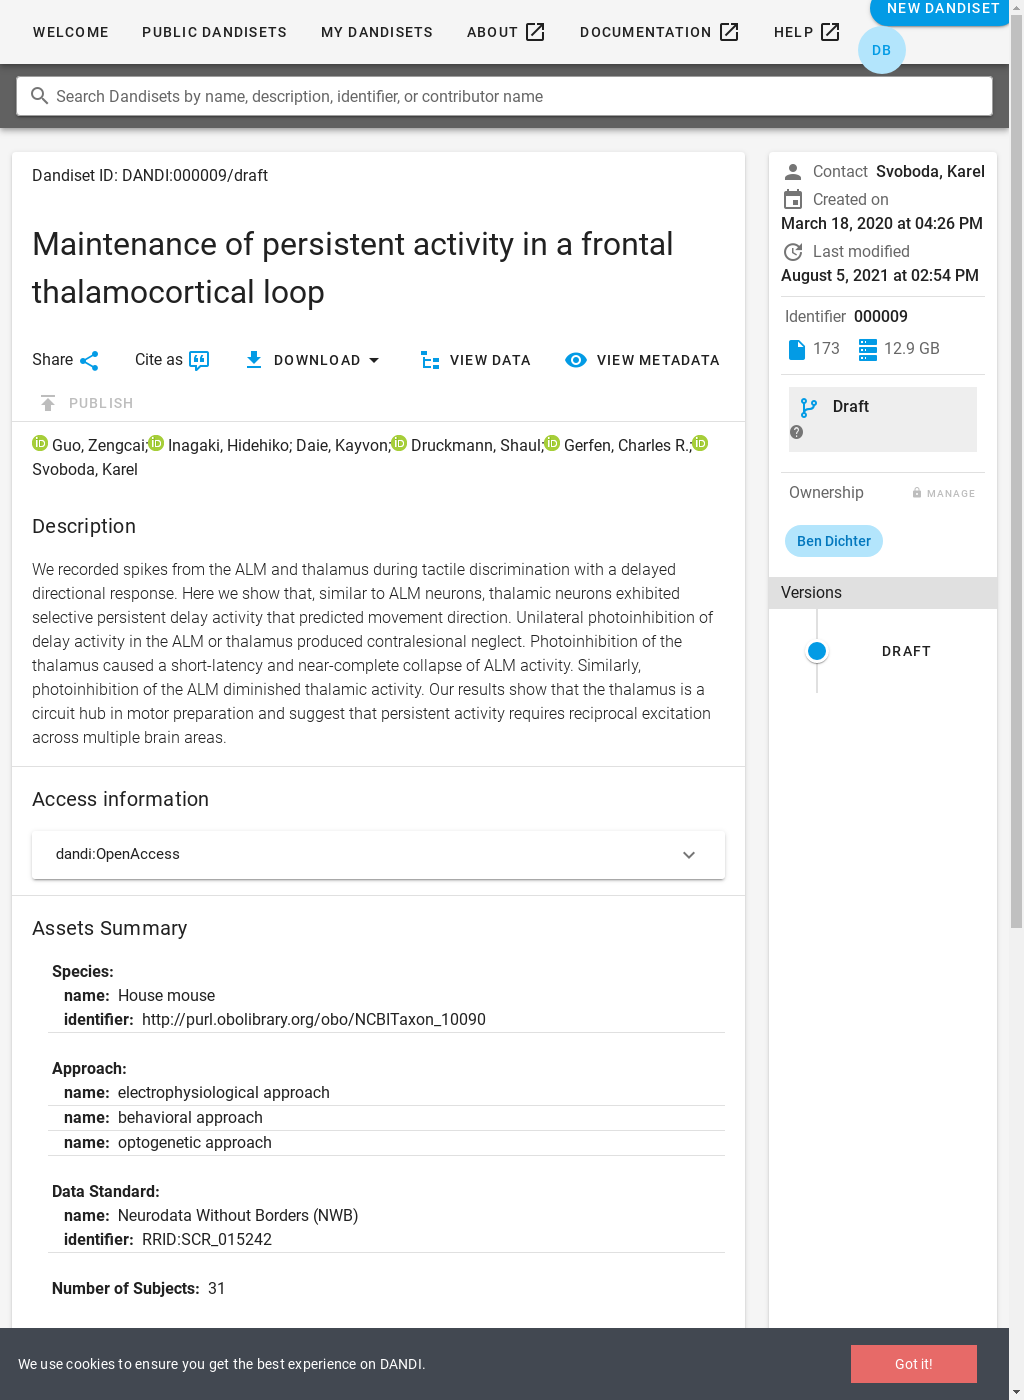 WELCOME
PUBLIC DANDISETS
MY DANDISETS
ABOUT
DOCUMENTATION
HELP
NEW DANDISET
DB
Search Dandisets by name, description, identifier, or contributor name
Dandiset ID: DANDI:000009/draft
Maintenance of persistent activity in a frontal
thalamocortical loop
Share
Cite as
DOWNLOAD
VIEW DATA
VIEW METADATA
PUBLISH
iD Guo, Zengcai;iD Inagaki, Hidehiko; Daie, Kayvon;iD Druckmann, Shaul;iD Gerfen, Charles R.;iD
Svoboda, Karel
Description
We recorded spikes from the ALM and thalamus during tactile discrimination with a delayed
directional response. Here we show that, similar to ALM neurons, thalamic neurons exhibited
selective persistent delay activity that predicted movement direction. Unilateral photoinhibition of
delay activity in the ALM or thalamus produced contralesional neglect. Photoinhibition of the
thalamus caused a short-latency and near-complete collapse of ALM activity. Similarly,
photoinhibition of the ALM diminished thalamic activity. Our results show that the thalamus is a
circuit hub in motor preparation and suggest that persistent activity requires reciprocal excitation
across multiple brain areas.
Access information
dandi:OpenAccess
Assets Summary
Species:
name: House mouse
identifier: http://purl.obolibrary.org/obo/NCBITaxon_10090
Approach:
name: electrophysiological approach
name: behavioral approach
name: optogenetic approach
Data Standard:
name: Neurodata Without Borders (NWB)
identifier: RRID:SCR_015242
Number of Subjects: 31
Contact Svoboda, Karel
Created on
March 18, 2020 at 04:26 PM
Last modified
August 5, 2021 at 02:54 PM
Identifier 000009
173
12.9 GB
Draft
?
Ownership
MANAGE
Ben Dichter
Versions
DRAFT
We use cookies to ensure you get the best experience on DANDI.
Got it!